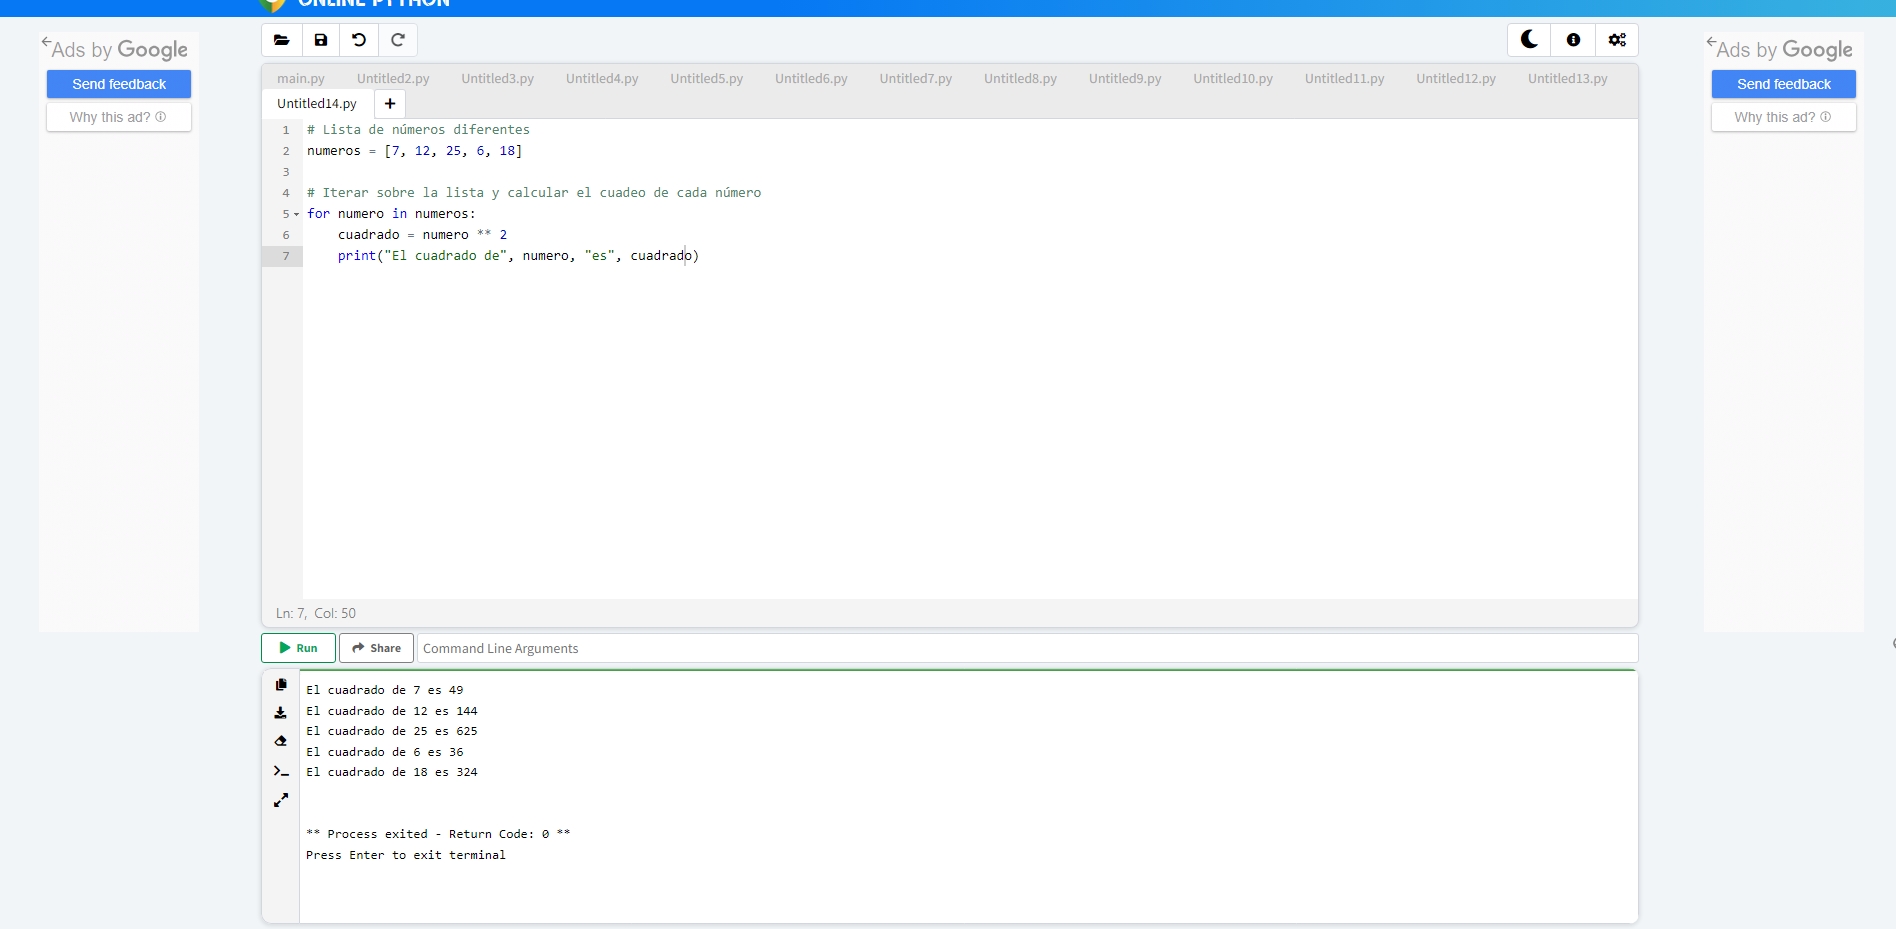 ONLINE PYTHON
Ads by Google
Send feedback
Why this ad?
Ads by Google
Send feedback
Why this ad?
main.py Untitled2.py Untitled3.py Untitled4.py Untitled5.py Untitled6.py Untitled7.py Untitled8.py Untitled9.py Untitled10.py Untitled11.py Untitled12.py Untitled13.py
Untitled14.py +
1 # Lista de números diferentes
2 numeros = [7, 12, 25, 6, 18]
3
4 # Iterar sobre la lista y calcular el cuadeo de cada número
5 for numero in numeros:
6 cuadrado = numero ** 2
7 print("El cuadrado de", numero, "es", cuadrado)
Ln: 7, Col: 50
Run Share Command Line Arguments
El cuadrado de 7 es 49
El cuadrado de 12 es 144
El cuadrado de 25 es 625
El cuadrado de 6 es 36
El cuadrado de 18 es 324
** Process exited - Return Code: 0 **
Press Enter to exit terminal